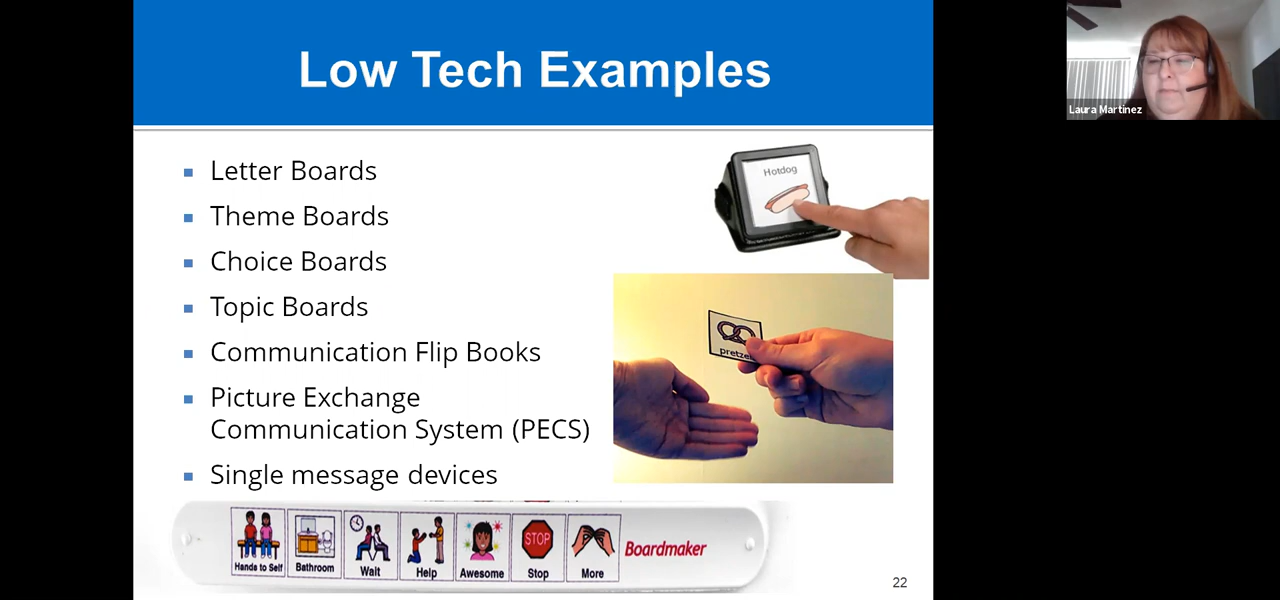 Low Tech Examples
Laura Martinez
Letter Boards
Theme Boards
Choice Boards
Topic Boards
Communication Flip Books
Picture Exchange
Communication System (PECS)
Single message devices
Hotdog
Hands to Self
Bathroom
Wait
Help
Awesome
STOP
Stop
More
Boardmaker
22